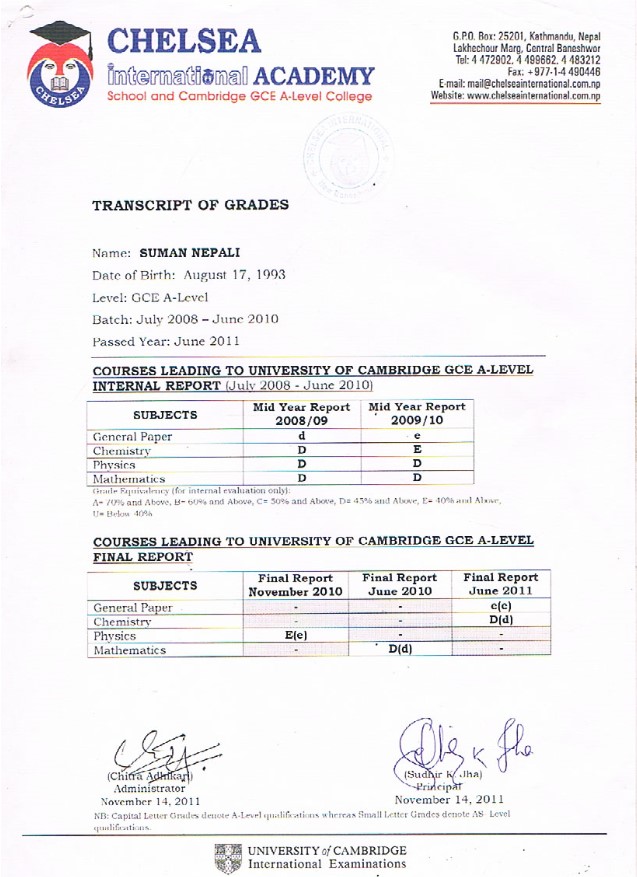 CHELSEA
international ACADEMY
School and Cambridge GCE A-Level College
CHELSEA
G.P.O. Box: 25201, Kathmandu, Nepal
Lakhechour Marg, Central Baneshwor
Tel: 4 472902, 4 499662, 4 483212
Fax: +977-1-4 490446
E-mail: mail@chelseainternational.com.np
Website: www.chelseainternational.com.np
TRANSCRIPT OF GRADES
Name: SUMAN NEPALI
Date of Birth: August 17, 1993
Level: GCE A-Level
Batch: July 2008 – June 2010
Passed Year: June 2011
COURSES LEADING TO UNIVERSITY OF CAMBRIDGE GCE A-LEVEL
INTERNAL REPORT (July 2008 - June 2010)
SUBJECTS Mid Year Report 2008/09 Mid Year Report 2009/10
General Paper d e
Chemistry D E
Physics D D
Mathematics D D
Grade Equivalency (for internal evaluation only):
A= 70% and Above, B= 60% and Above, C= 50% and Above, D= 45% and Above, E= 40% and Above,
U= Below 40%
COURSES LEADING TO UNIVERSITY OF CAMBRIDGE GCE A-LEVEL
FINAL REPORT
SUBJECTS Final Report November 2010 Final Report June 2010 Final Report June 2011
General Paper - - e(e)
Chemistry - - D(d)
Physics E(e) - -
Mathematics - D(d) -
(Chitra Adhikari)
Administrator
November 14, 2011
(Sudhir K. Jha)
Principal
November 14, 2011
NB: Capital Letter Grades denote A-Level qualifications whereas Small Letter Grades denote AS- Level
qualifications.
UNIVERSITY of CAMBRIDGE
International Examinations